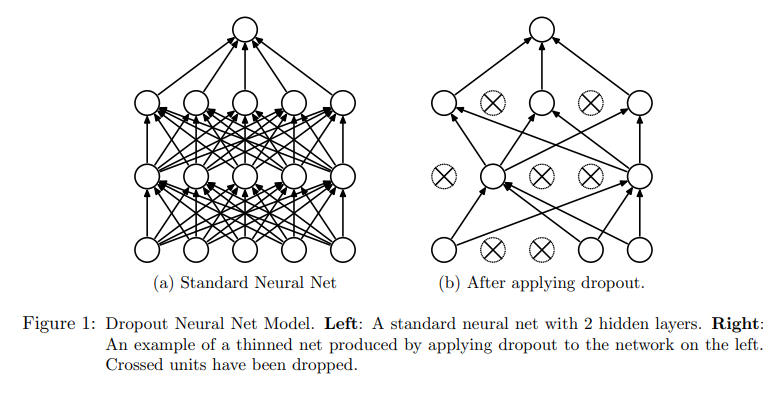 (a) Standard Neural Net
(b) After applying dropout.
Figure 1: Dropout Neural Net Model. Left: A standard neural net with 2 hidden layers. Right:
An example of a thinned net produced by applying dropout to the network on the left.
Crossed units have been dropped.